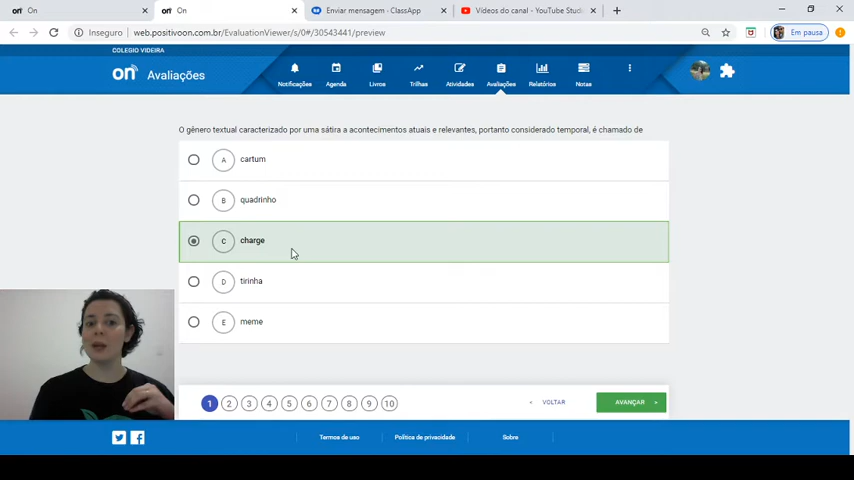 On
On
Enviar mensagem - ClassApp
Vídeos do canal - YouTube Stud
Inseguro
web.positivoon.com.br/EvaluationViewer/s/0#/30543441/preview
Em pausa
COLEGIO VIDEIRA
on
Avaliações
Notificações
Agenda
Livros
Trilhas
Atividades
Avaliações
Relatórios
Notas
O gênero textual caracterizado por uma sátira a acontecimentos atuais e relevantes, portanto considerado temporal, é chamado de
A cartum
B quadrinho
C charge
D tirinha
E meme
1 2 3 4 5 6 7 8 9 10
VOLTAR
AVANÇAR
Termos de uso
Política de privacidade
Sobre